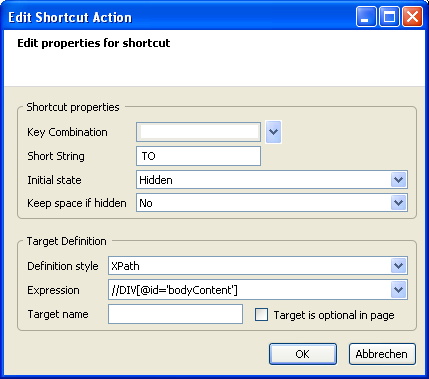 Edit Shortcut Action
Edit properties for shortcut
Shortcut properties
Key Combination
Short String TO
Initial state Hidden
Keep space if hidden No
Target Definition
Definition style XPath
Expression //DIV[@id='bodyContent']
Target name Target is optional in page
OK Abbrechen